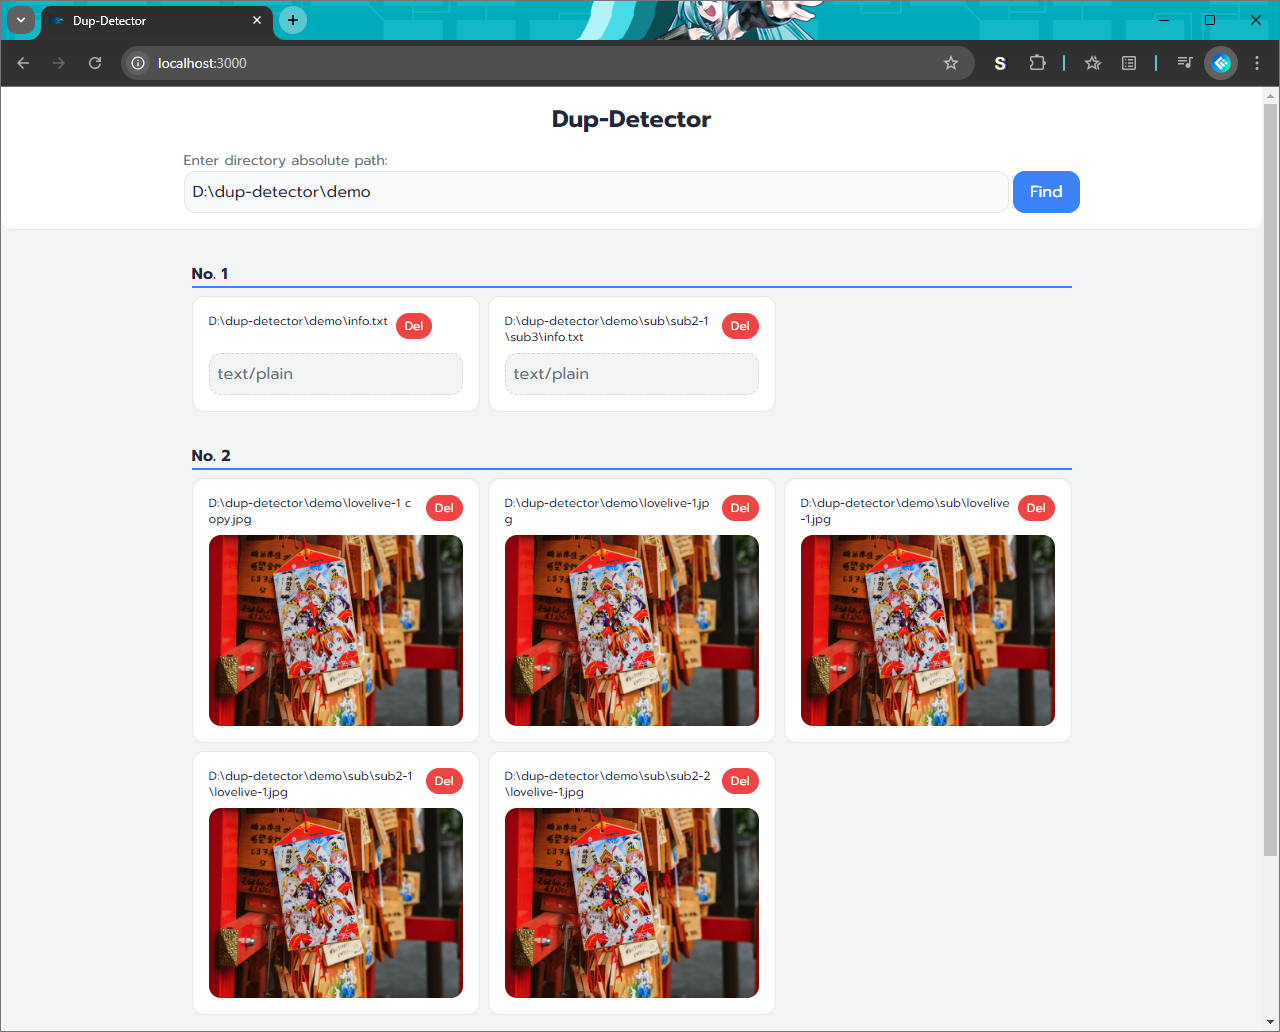 Dup-Detector
localhost:3000
S
Dup-Detector
Enter directory absolute path:
D:\dup-detector\demo
Find
No. 1
D:\dup-detector\demo\info.txt
Del
text/plain
D:\dup-detector\demo\sub\sub2-1
\sub3\info.txt
Del
text/plain
No. 2
D:\dup-detector\demo\lovelive-1 c
opy.jpg
Del
D:\dup-detector\demo\lovelive-1.jp
g
Del
D:\dup-detector\demo\sub\lovelive
-1.jpg
Del
D:\dup-detector\demo\sub\sub2-1
\lovelive-1.jpg
Del
D:\dup-detector\demo\sub\sub2-2
\lovelive-1.jpg
Del